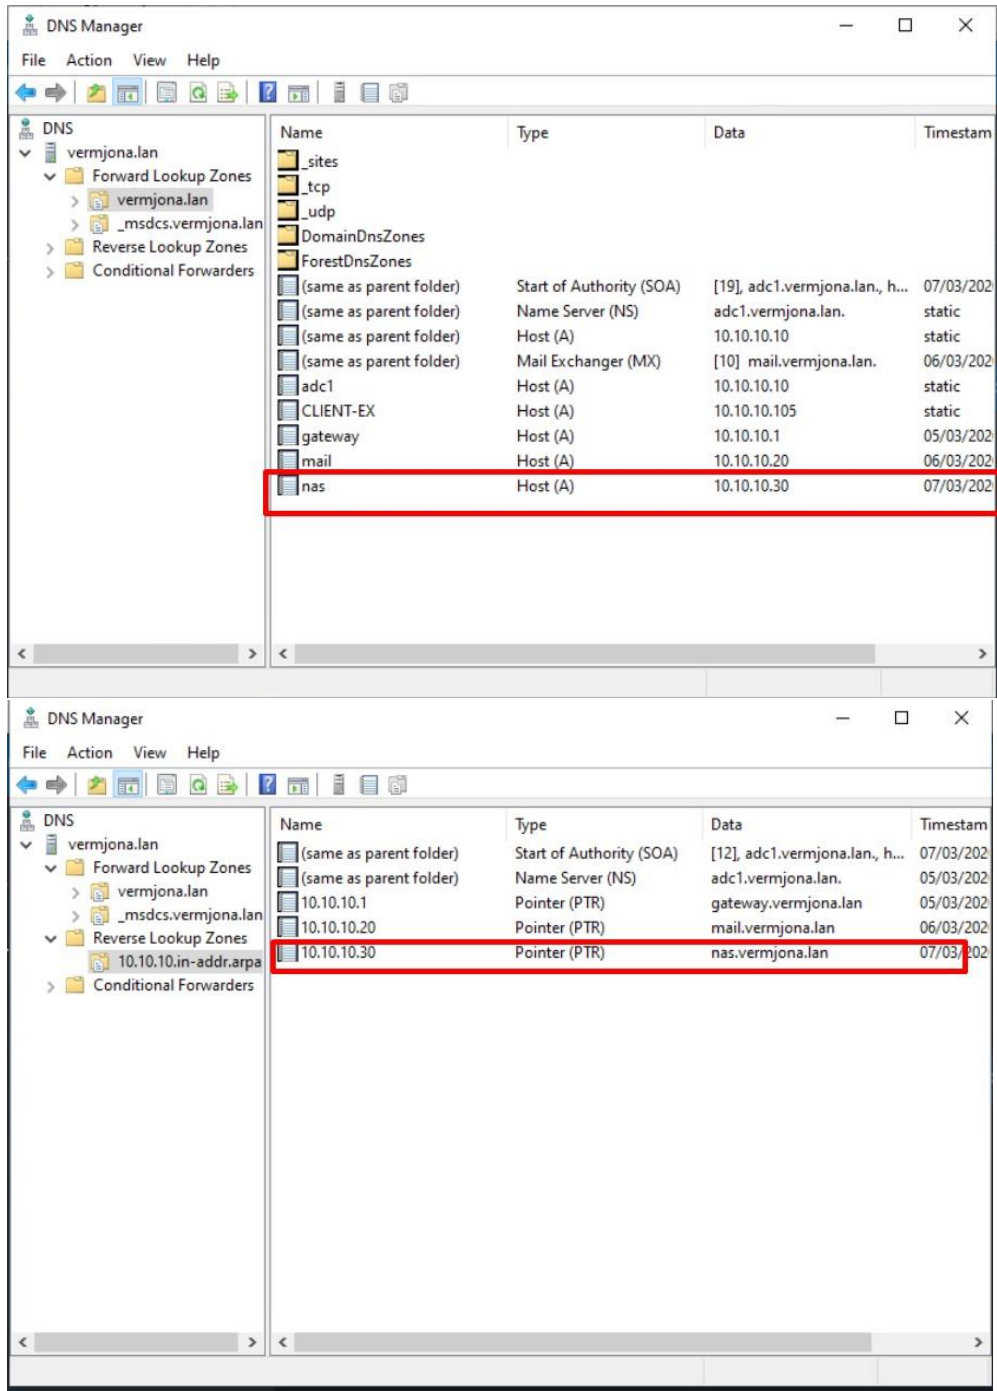 DNS Manager
File Action View Help
DNS
vermjona.lan
Forward Lookup Zones
vermjona.lan
_msdcs.vermjona.lan
Reverse Lookup Zones
Conditional Forwarders
Name Type Data Timestam
_sites
_tcp
_udp
DomainDnsZones
ForestDnsZones
(same as parent folder) Start of Authority (SOA) [19], adc1.vermjona.lan., h... 07/03/202
(same as parent folder) Name Server (NS) adc1.vermjona.lan. static
(same as parent folder) Host (A) 10.10.10.10 static
(same as parent folder) Mail Exchanger (MX) [10] mail.vermjona.lan. 06/03/202
adc1 Host (A) 10.10.10.10 static
CLIENT-EX Host (A) 10.10.10.105 static
gateway Host (A) 10.10.10.1 05/03/202
mail Host (A) 10.10.10.20 06/03/202
nas Host (A) 10.10.10.30 07/03/202
DNS Manager
File Action View Help
DNS
vermjona.lan
Forward Lookup Zones
vermjona.lan
_msdcs.vermjona.lan
Reverse Lookup Zones
10.10.10.in-addr.arpa
Conditional Forwarders
Name Type Data Timestam
(same as parent folder) Start of Authority (SOA) [12], adc1.vermjona.lan., h... 07/03/202
(same as parent folder) Name Server (NS) adc1.vermjona.lan. 05/03/202
10.10.10.1 Pointer (PTR) gateway.vermjona.lan 05/03/202
10.10.10.20 Pointer (PTR) mail.vermjona.lan 06/03/202
10.10.10.30 Pointer (PTR) nas.vermjona.lan 07/03/202